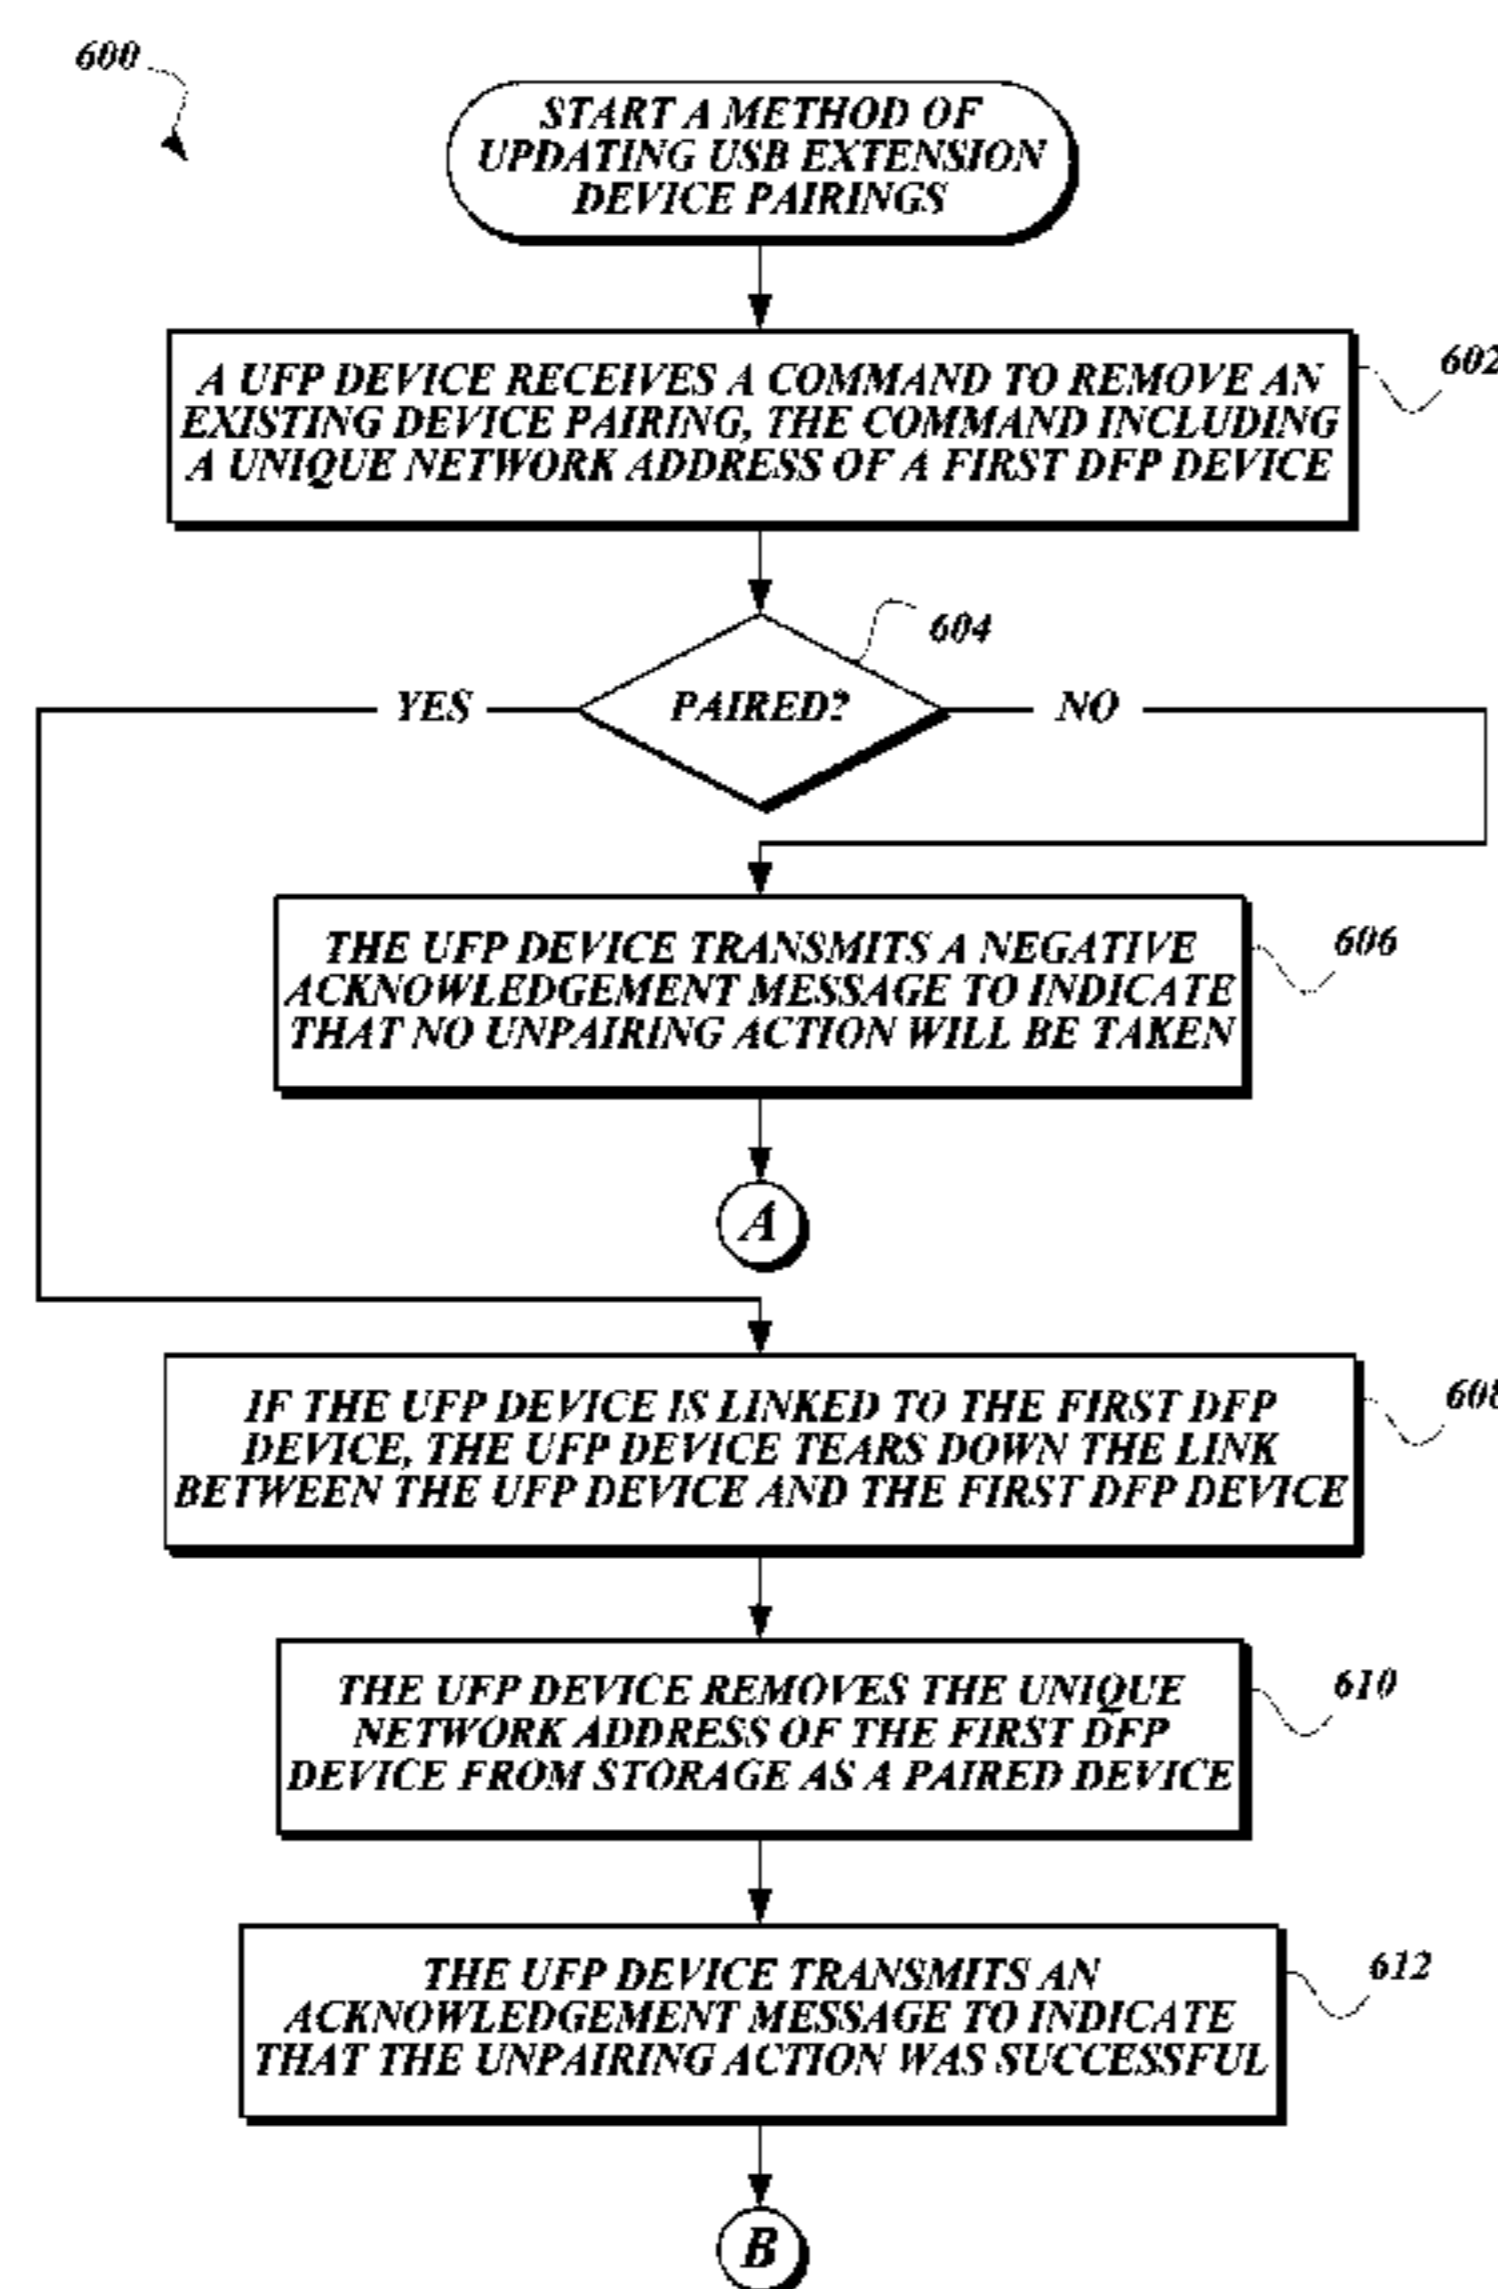 600
START A METHOD OF
UPDATING USB EXTENSION
DEVICE PAIRINGS
A UFP DEVICE RECEIVES A COMMAND TO REMOVE AN
EXISTING DEVICE PAIRING, THE COMMAND INCLUDING
A UNIQUE NETWORK ADDRESS OF A FIRST DFP DEVICE
602
604
YES
PAIRED?
NO
THE UFP DEVICE TRANSMITS A NEGATIVE
ACKNOWLEDGEMENT MESSAGE TO INDICATE
THAT NO UNPAIRING ACTION WILL BE TAKEN
606
A
IF THE UFP DEVICE IS LINKED TO THE FIRST DFP
DEVICE, THE UFP DEVICE TEARS DOWN THE LINK
BETWEEN THE UFP DEVICE AND THE FIRST DFP DEVICE
608
THE UFP DEVICE REMOVES THE UNIQUE
NETWORK ADDRESS OF THE FIRST DFP
DEVICE FROM STORAGE AS A PAIRED DEVICE
610
THE UFP DEVICE TRANSMITS AN
ACKNOWLEDGEMENT MESSAGE TO INDICATE
THAT THE UNPAIRING ACTION WAS SUCCESSFUL
612
B